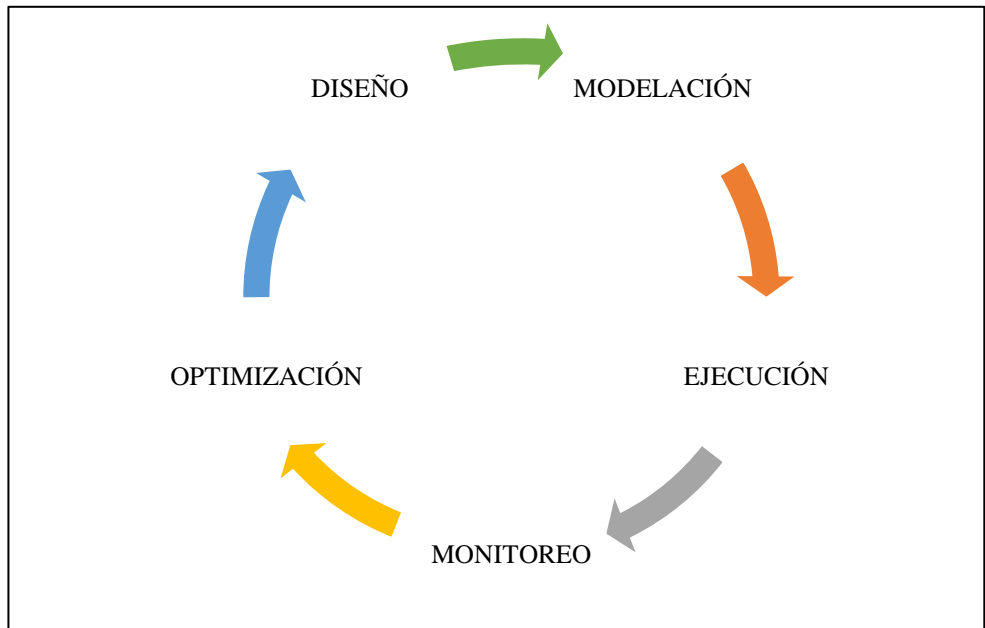 DISEÑO
MODELACIÓN
EJECUCIÓN
MONITOREO
OPTIMIZACIÓN